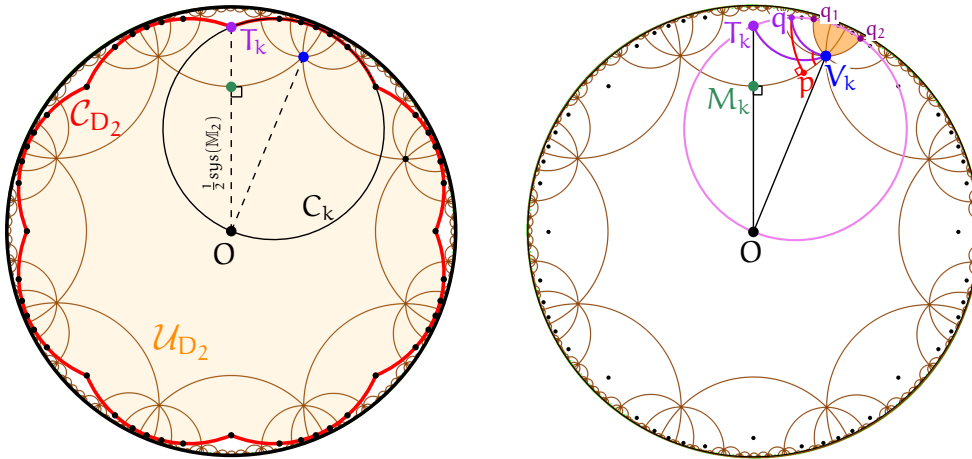 T_k
𝒞_{D_2}
½ sys(𝕄_2)
C_k
O
𝒰_{D_2}
T_k
q
q_1
q_2
p
V_k
M_k
O